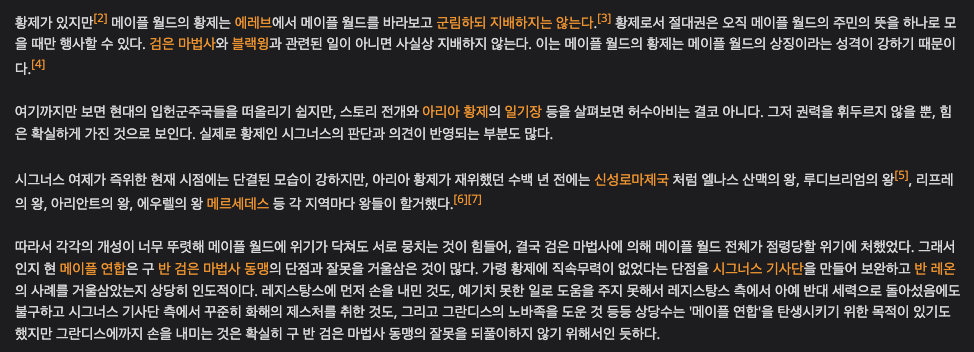 황제가 있지만[2] 메이플 월드의 황제는 에레브에서 메이플 월드를 바라보고 군림하되 지배하지는 않는다.[3] 황제로서 절대권은 오직 메이플 월드의 주민의 뜻을 하나로 모
을 때만 행사할 수 있다. 검은 마법사와 블랙윙과 관련된 일이 아니면 사실상 지배하지 않는다. 이는 메이플 월드의 황제는 메이플 월드의 상징이라는 성격이 강하기 때문이
다.[4]
여기까지만 보면 현대의 입헌군주국들을 떠올리기 쉽지만, 스토리 전개와 아리아 황제의 일기장 등을 살펴보면 허수아비는 결코 아니다. 그저 권력을 휘두르지 않을 뿐, 힘
은 확실하게 가진 것으로 보인다. 실제로 황제인 시그너스의 판단과 의견이 반영되는 부분도 많다.
시그너스 여제가 즉위한 현재 시점에는 단결된 모습이 강하지만, 아리아 황제가 재위했던 수백 년 전에는 신성로마제국 처럼 엘나스 산맥의 왕, 루디브리엄의 왕[5], 리프레
의 왕, 아리안트의 왕, 에우렐의 왕 메르세데스 등 각 지역마다 왕들이 할거했다.[6][7]
따라서 각각의 개성이 너무 뚜렷해 메이플 월드에 위기가 닥쳐도 서로 뭉치는 것이 힘들어, 결국 검은 마법사에 의해 메이플 월드 전체가 점령당할 위기에 처했었다. 그래서
인지 현 메이플 연합은 구 반 검은 마법사 동맹의 단점과 잘못을 거울삼은 것이 많다. 가령 황제에 직속무력이 없었다는 단점을 시그너스 기사단을 만들어 보완하고 반 레온
의 사례를 거울삼았는지 상당히 인도적이다. 레지스탕스에 먼저 손을 내민 것도, 예기치 못한 일로 도움을 주지 못해서 레지스탕스 측에서 아예 반대 세력으로 돌아섰음에도
불구하고 시그너스 기사단 측에서 꾸준히 화해의 제스처를 취한 것도, 그리고 그란디스의 노바족을 도운 것 등등 상당수는 '메이플 연합'을 탄생시키기 위한 목적이 있기도
했지만 그란디스에까지 손을 내미는 것은 확실히 구 반 검은 마법사 동맹의 잘못을 되풀이하지 않기 위해서인 듯하다.